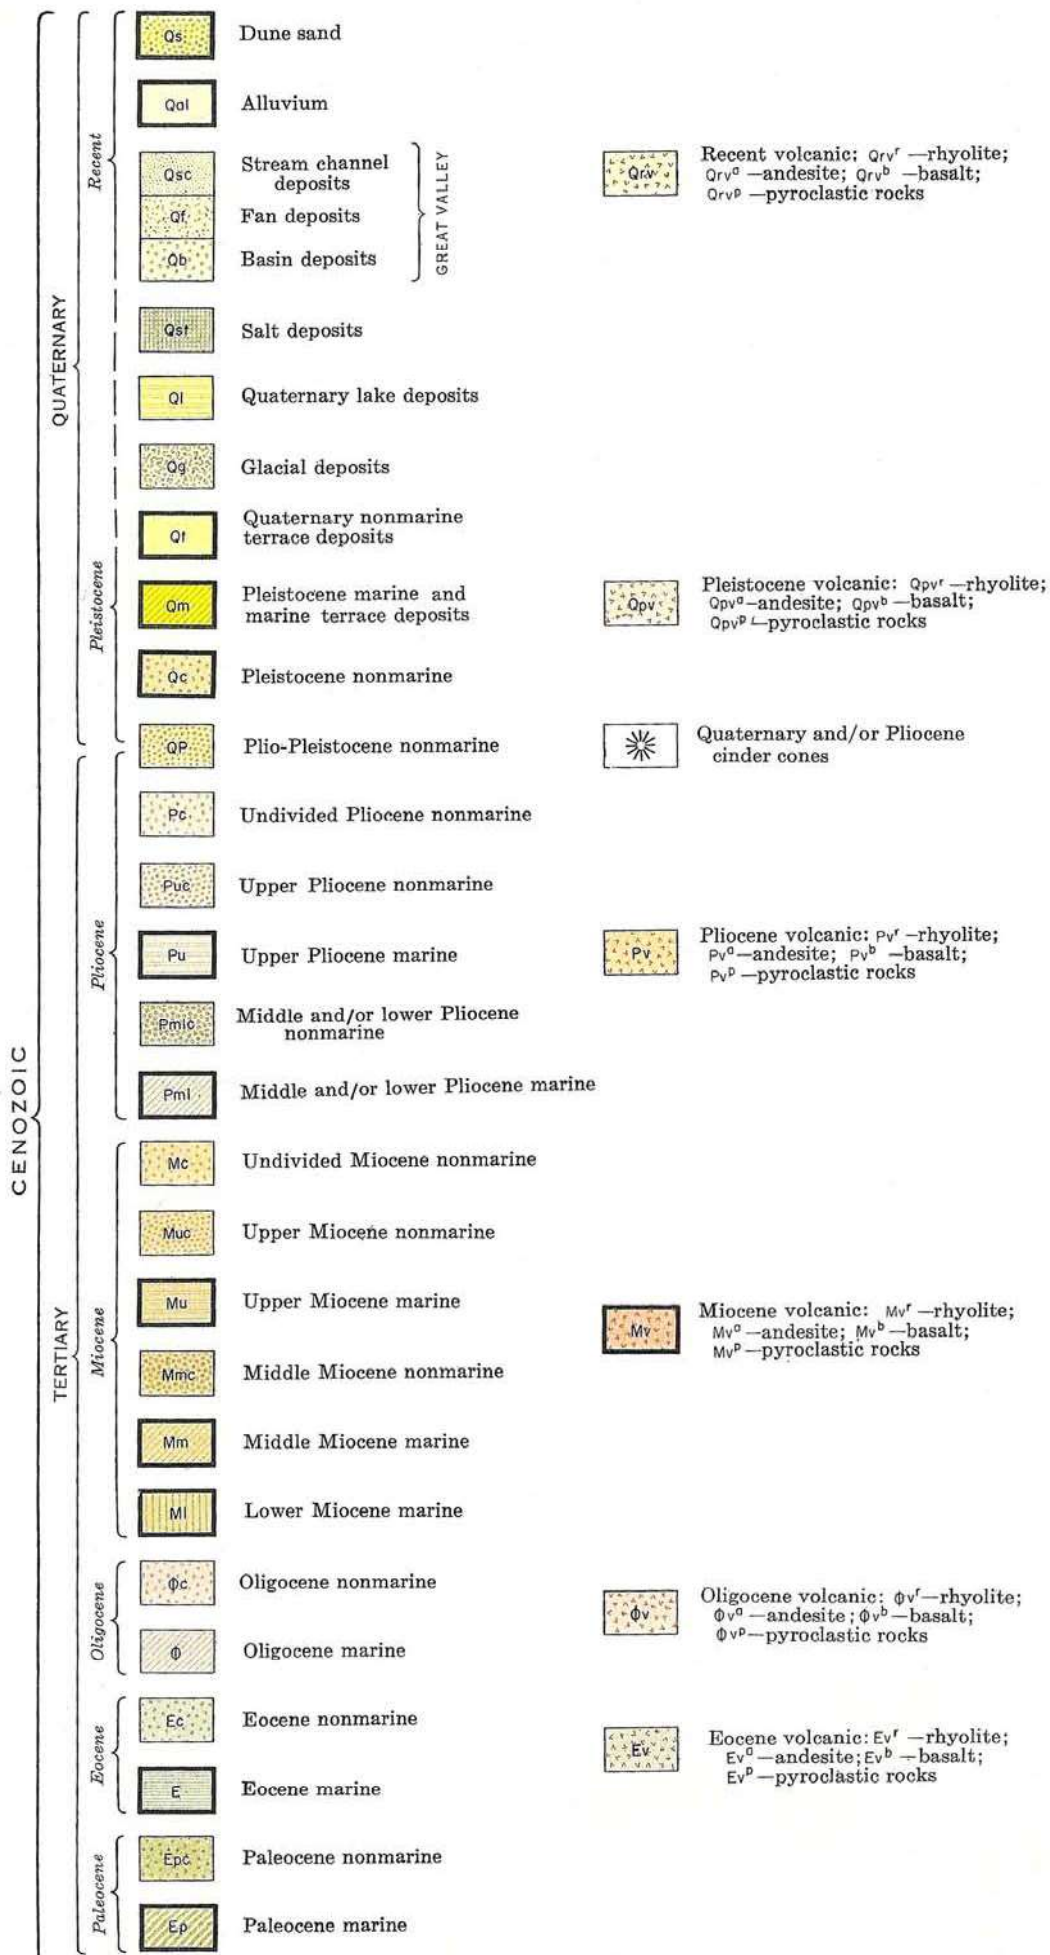 CENOZOIC
QUATERNARY
Recent
Qs Dune sand
Qal Alluvium
Qsc Stream channel
deposits
Qf Fan deposits
Qb Basin deposits
GREAT VALLEY
Qrv Recent volcanic: Qrvʳ —rhyolite;
Qrvᵃ —andesite; Qrvᵇ —basalt;
Qrvᵖ —pyroclastic rocks
Qst Salt deposits
Ql Quaternary lake deposits
Qg Glacial deposits
Pleistocene
Qt Quaternary nonmarine
terrace deposits
Qm Pleistocene marine and
marine terrace deposits
Qpv Pleistocene volcanic: Qpvʳ —rhyolite;
Qpvᵃ —andesite; Qpvᵇ —basalt;
Qpvᵖ —pyroclastic rocks
Qc Pleistocene nonmarine
QP Plio-Pleistocene nonmarine
Quaternary and/or Pliocene
cinder cones
TERTIARY
Pliocene
Pc Undivided Pliocene nonmarine
Puc Upper Pliocene nonmarine
Pu Upper Pliocene marine
Pv Pliocene volcanic: Pvʳ —rhyolite;
Pvᵃ —andesite; Pvᵇ —basalt;
Pvᵖ —pyroclastic rocks
Pmlc Middle and/or lower Pliocene
nonmarine
Pml Middle and/or lower Pliocene marine
Miocene
Mc Undivided Miocene nonmarine
Muc Upper Miocene nonmarine
Mu Upper Miocene marine
Mv Miocene volcanic: Mvʳ —rhyolite;
Mvᵃ —andesite; Mvᵇ —basalt;
Mvᵖ —pyroclastic rocks
Mmc Middle Miocene nonmarine
Mm Middle Miocene marine
Ml Lower Miocene marine
Oligocene
Φc Oligocene nonmarine
Φ Oligocene marine
Φv Oligocene volcanic: Φvʳ —rhyolite;
Φvᵃ —andesite; Φvᵇ —basalt;
Φvᵖ —pyroclastic rocks
Eocene
Ec Eocene nonmarine
E Eocene marine
Ev Eocene volcanic: Evʳ —rhyolite;
Evᵃ —andesite; Evᵇ —basalt;
Evᵖ —pyroclastic rocks
Paleocene
Epc Paleocene nonmarine
Ep Paleocene marine